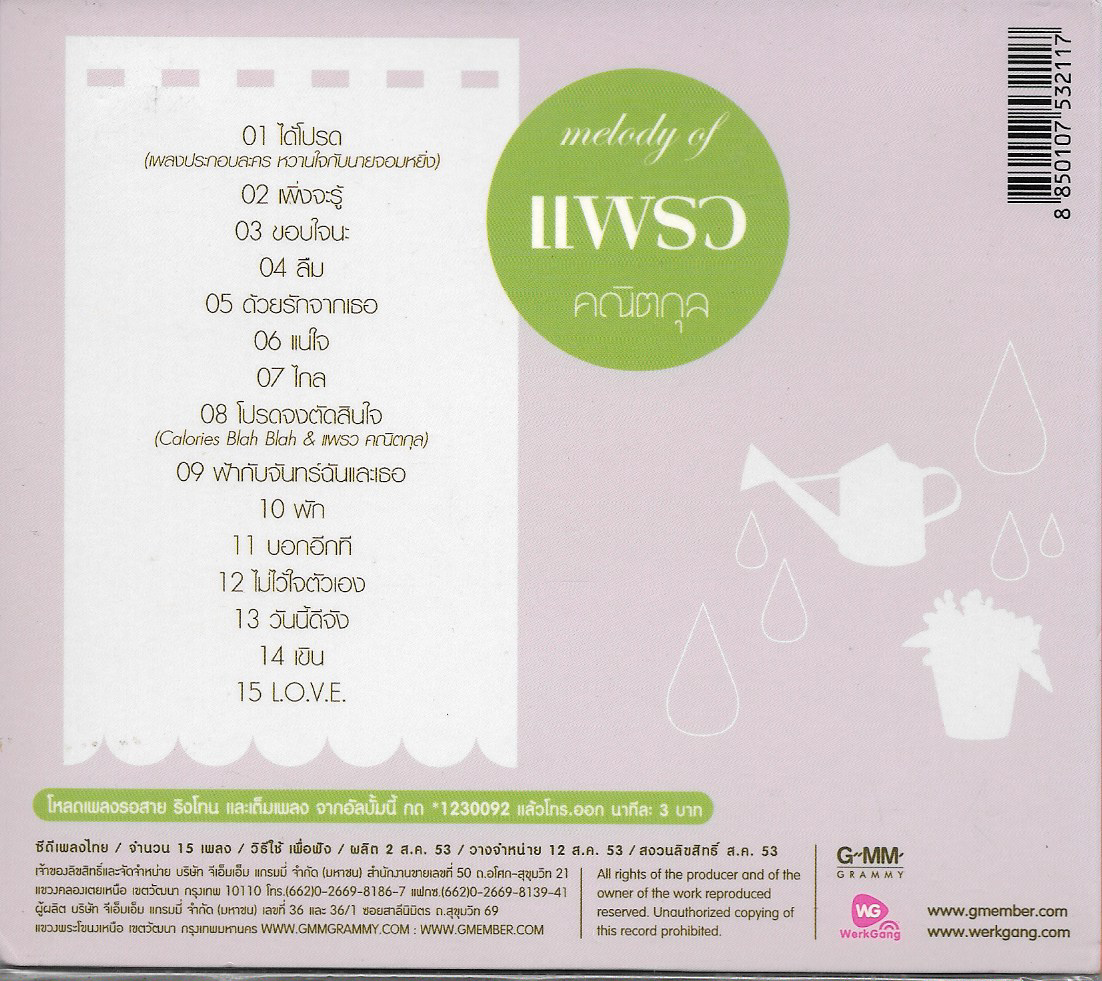 01 ได้โปรด
(เพลงประกอบละคร หวานใจกับนายจอมหยิ่ง)
02 เพิ่งจะรู้
03 ขอบใจนะ
04 ลืม
05 ด้วยรักจากเธอ
06 แน่ใจ
07 ไกล
08 โปรดจงตัดสินใจ
(Calories Blah Blah & แพรว คณิตกุล)
09 ฟ้ากับจันทร์ฉันและเธอ
10 พัก
11 บอกอีกที
12 ไม่ไว้ใจตัวเอง
13 วันนี้ดีจัง
14 เขิน
15 L.O.V.E.
melody of
แพรว
คณิตกุล
8 850107 532117
โหลดเพลงรอสาย ริงโทน และเต็มเพลง จากอัลบั้มนี้ กด *1230092 แล้วโทร.ออก นาทีละ 3 บาท
ซีดีเพลงไทย / จำนวน 15 เพลง / วิธีใช้ เพื่อฟัง / ผลิต 2 ส.ค. 53 / วางจำหน่าย 12 ส.ค. 53 / สงวนลิขสิทธิ์ ส.ค. 53
เจ้าของลิขสิทธิ์และจัดจำหน่าย บริษัท จีเอ็มเอ็ม แกรมมี่ จำกัด (มหาชน) สำนักงานขายเลขที่ 50 ถ.อโศก-สุขุมวิท 21
แขวงคลองเตยเหนือ เขตวัฒนา กรุงเทพ 10110 โทร.(662)0-2669-8186-7 แฟกซ์.(662)0-2669-8139-41
ผู้ผลิต บริษัท จีเอ็มเอ็ม แกรมมี่ จำกัด (มหาชน) เลขที่ 36 และ 36/1 ซอยสาลีนิมิตร ถ.สุขุมวิท 69
แขวงพระโขนงเหนือ เขตวัฒนา กรุงเทพมหานคร WWW.GMMGRAMMY.COM : WWW.GMEMBER.COM
All rights of the producer and of the
owner of the work reproduced
reserved. Unauthorized copying of
this record prohibited.
G-MM-
GRAMMY
WG
WerkGang
www.gmember.com
www.werkgang.com